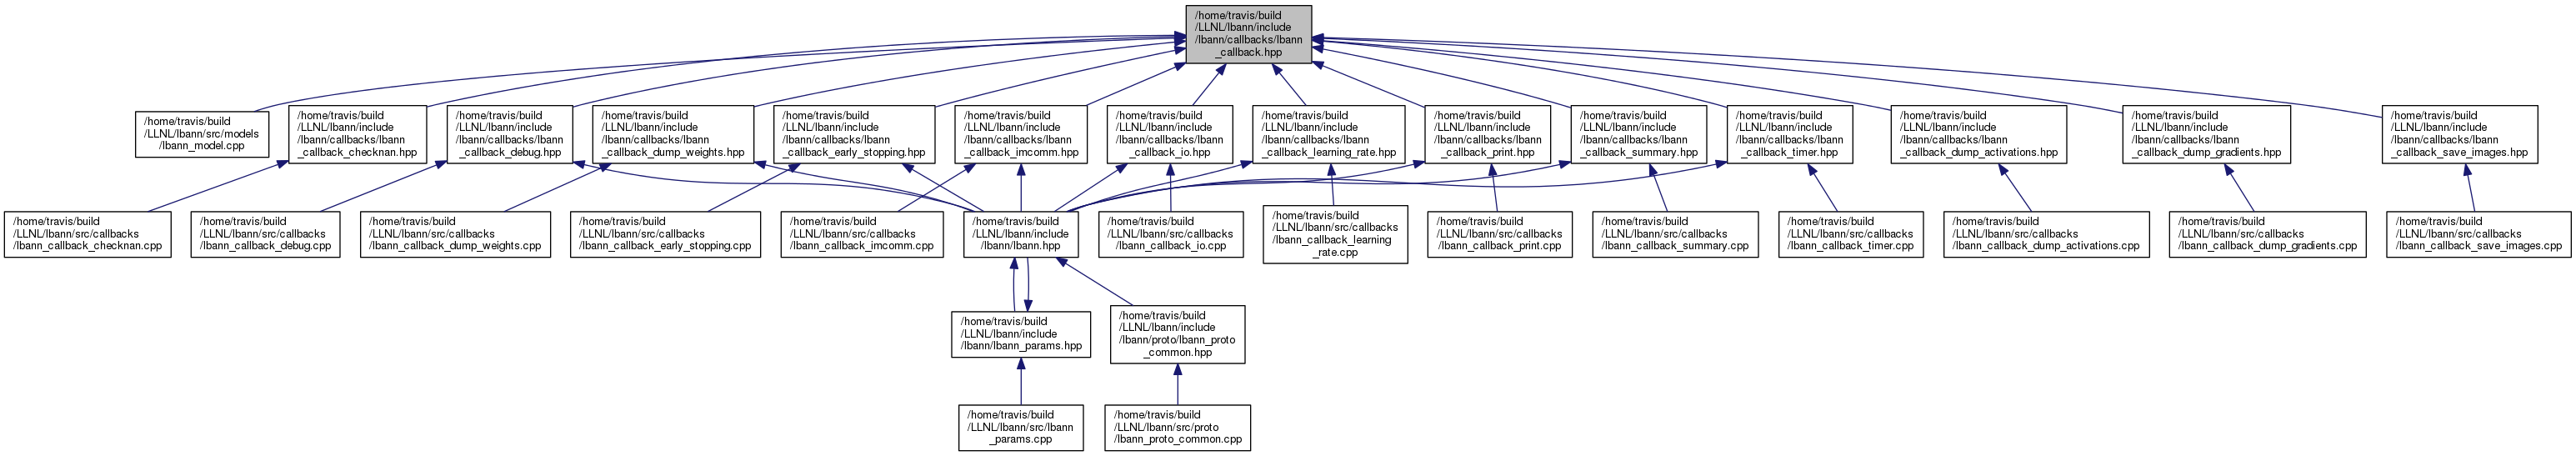 /home/travis/build
/LLNL/lbann/include
/lbann/callbacks/lbann
_callback.hpp
/home/travis/build
/LLNL/lbann/src/models
/lbann_model.cpp
/home/travis/build
/LLNL/lbann/include
/lbann/callbacks/lbann
_callback_checknan.hpp
/home/travis/build
/LLNL/lbann/include
/lbann/callbacks/lbann
_callback_debug.hpp
/home/travis/build
/LLNL/lbann/include
/lbann/callbacks/lbann
_callback_dump_weights.hpp
/home/travis/build
/LLNL/lbann/include
/lbann/callbacks/lbann
_callback_early_stopping.hpp
/home/travis/build
/LLNL/lbann/include
/lbann/callbacks/lbann
_callback_imcomm.hpp
/home/travis/build
/LLNL/lbann/include
/lbann/callbacks/lbann
_callback_io.hpp
/home/travis/build
/LLNL/lbann/include
/lbann/callbacks/lbann
_callback_learning_rate.hpp
/home/travis/build
/LLNL/lbann/include
/lbann/callbacks/lbann
_callback_print.hpp
/home/travis/build
/LLNL/lbann/include
/lbann/callbacks/lbann
_callback_summary.hpp
/home/travis/build
/LLNL/lbann/include
/lbann/callbacks/lbann
_callback_timer.hpp
/home/travis/build
/LLNL/lbann/include
/lbann/callbacks/lbann
_callback_dump_activations.hpp
/home/travis/build
/LLNL/lbann/include
/lbann/callbacks/lbann
_callback_dump_gradients.hpp
/home/travis/build
/LLNL/lbann/include
/lbann/callbacks/lbann
_callback_save_images.hpp
/home/travis/build
/LLNL/lbann/src/callbacks
/lbann_callback_checknan.cpp
/home/travis/build
/LLNL/lbann/src/callbacks
/lbann_callback_debug.cpp
/home/travis/build
/LLNL/lbann/src/callbacks
/lbann_callback_dump_weights.cpp
/home/travis/build
/LLNL/lbann/src/callbacks
/lbann_callback_early_stopping.cpp
/home/travis/build
/LLNL/lbann/src/callbacks
/lbann_callback_imcomm.cpp
/home/travis/build
/LLNL/lbann/include
/lbann/lbann.hpp
/home/travis/build
/LLNL/lbann/src/callbacks
/lbann_callback_io.cpp
/home/travis/build
/LLNL/lbann/src/callbacks
/lbann_callback_learning
_rate.cpp
/home/travis/build
/LLNL/lbann/src/callbacks
/lbann_callback_print.cpp
/home/travis/build
/LLNL/lbann/src/callbacks
/lbann_callback_summary.cpp
/home/travis/build
/LLNL/lbann/src/callbacks
/lbann_callback_timer.cpp
/home/travis/build
/LLNL/lbann/src/callbacks
/lbann_callback_dump_activations.cpp
/home/travis/build
/LLNL/lbann/src/callbacks
/lbann_callback_dump_gradients.cpp
/home/travis/build
/LLNL/lbann/src/callbacks
/lbann_callback_save_images.cpp
/home/travis/build
/LLNL/lbann/include
/lbann/lbann_params.hpp
/home/travis/build
/LLNL/lbann/include
/lbann/proto/lbann_proto
_common.hpp
/home/travis/build
/LLNL/lbann/src/lbann
_params.cpp
/home/travis/build
/LLNL/lbann/src/proto
/lbann_proto_common.cpp